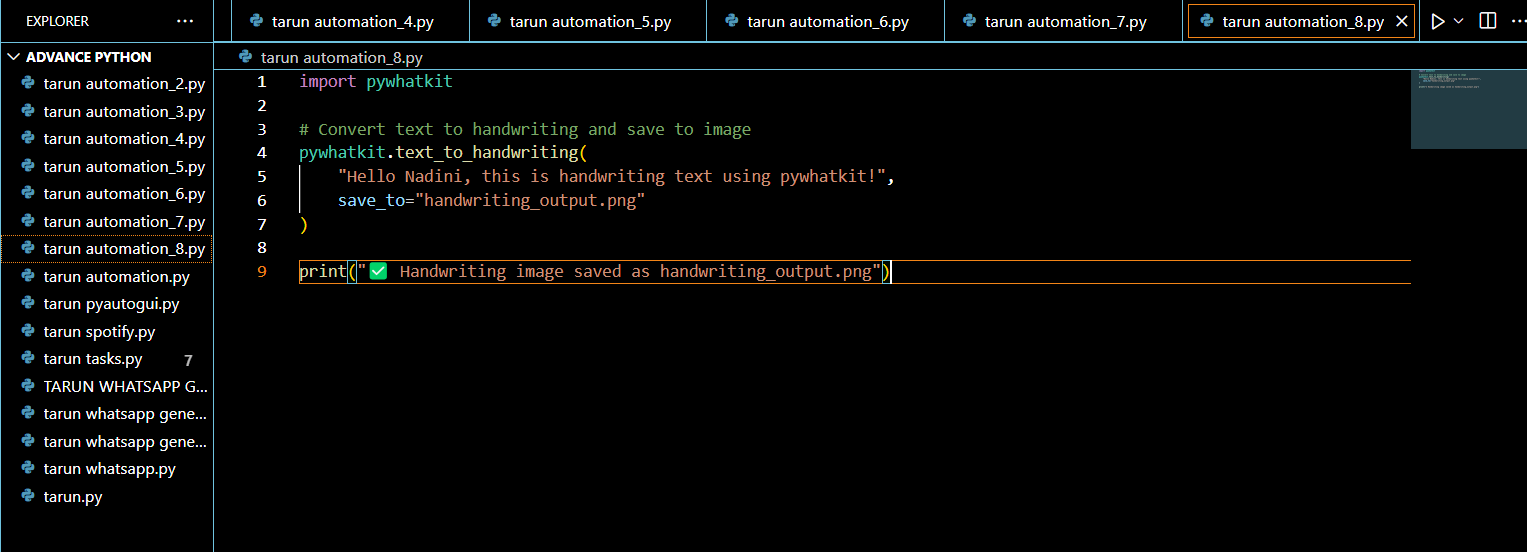 EXPLORER ...
tarun automation_4.py
tarun automation_5.py
tarun automation_6.py
tarun automation_7.py
tarun automation_8.py
ADVANCE PYTHON
tarun automation_2.py
tarun automation_3.py
tarun automation_4.py
tarun automation_5.py
tarun automation_6.py
tarun automation_7.py
tarun automation_8.py
tarun automation.py
tarun pyautogui.py
tarun spotify.py
tarun tasks.py 7
TARUN WHATSAPP G...
tarun whatsapp gene...
tarun whatsapp gene...
tarun whatsapp.py
tarun.py
tarun automation_8.py
1 import pywhatkit
2
3 # Convert text to handwriting and save to image
4 pywhatkit.text_to_handwriting(
5     "Hello Nadini, this is handwriting text using pywhatkit!",
6     save_to="handwriting_output.png"
7 )
8
9 print("✅ Handwriting image saved as handwriting_output.png")